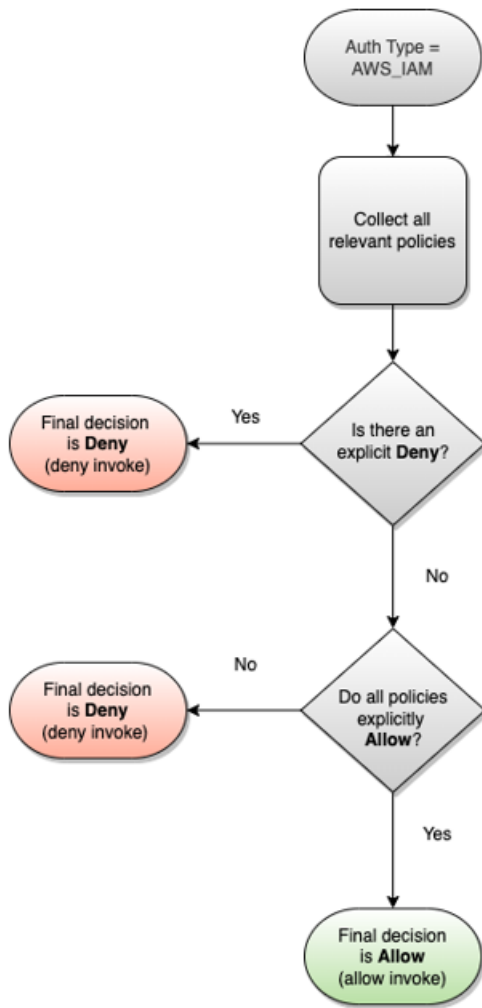 Auth Type =
AWS_IAM
Collect all
relevant policies
Is there an
explicit Deny?
Yes
Final decision
is Deny
(deny invoke)
No
Do all policies
explicitly
Allow?
No
Final decision
is Deny
(deny invoke)
Yes
Final decision
is Allow
(allow invoke)